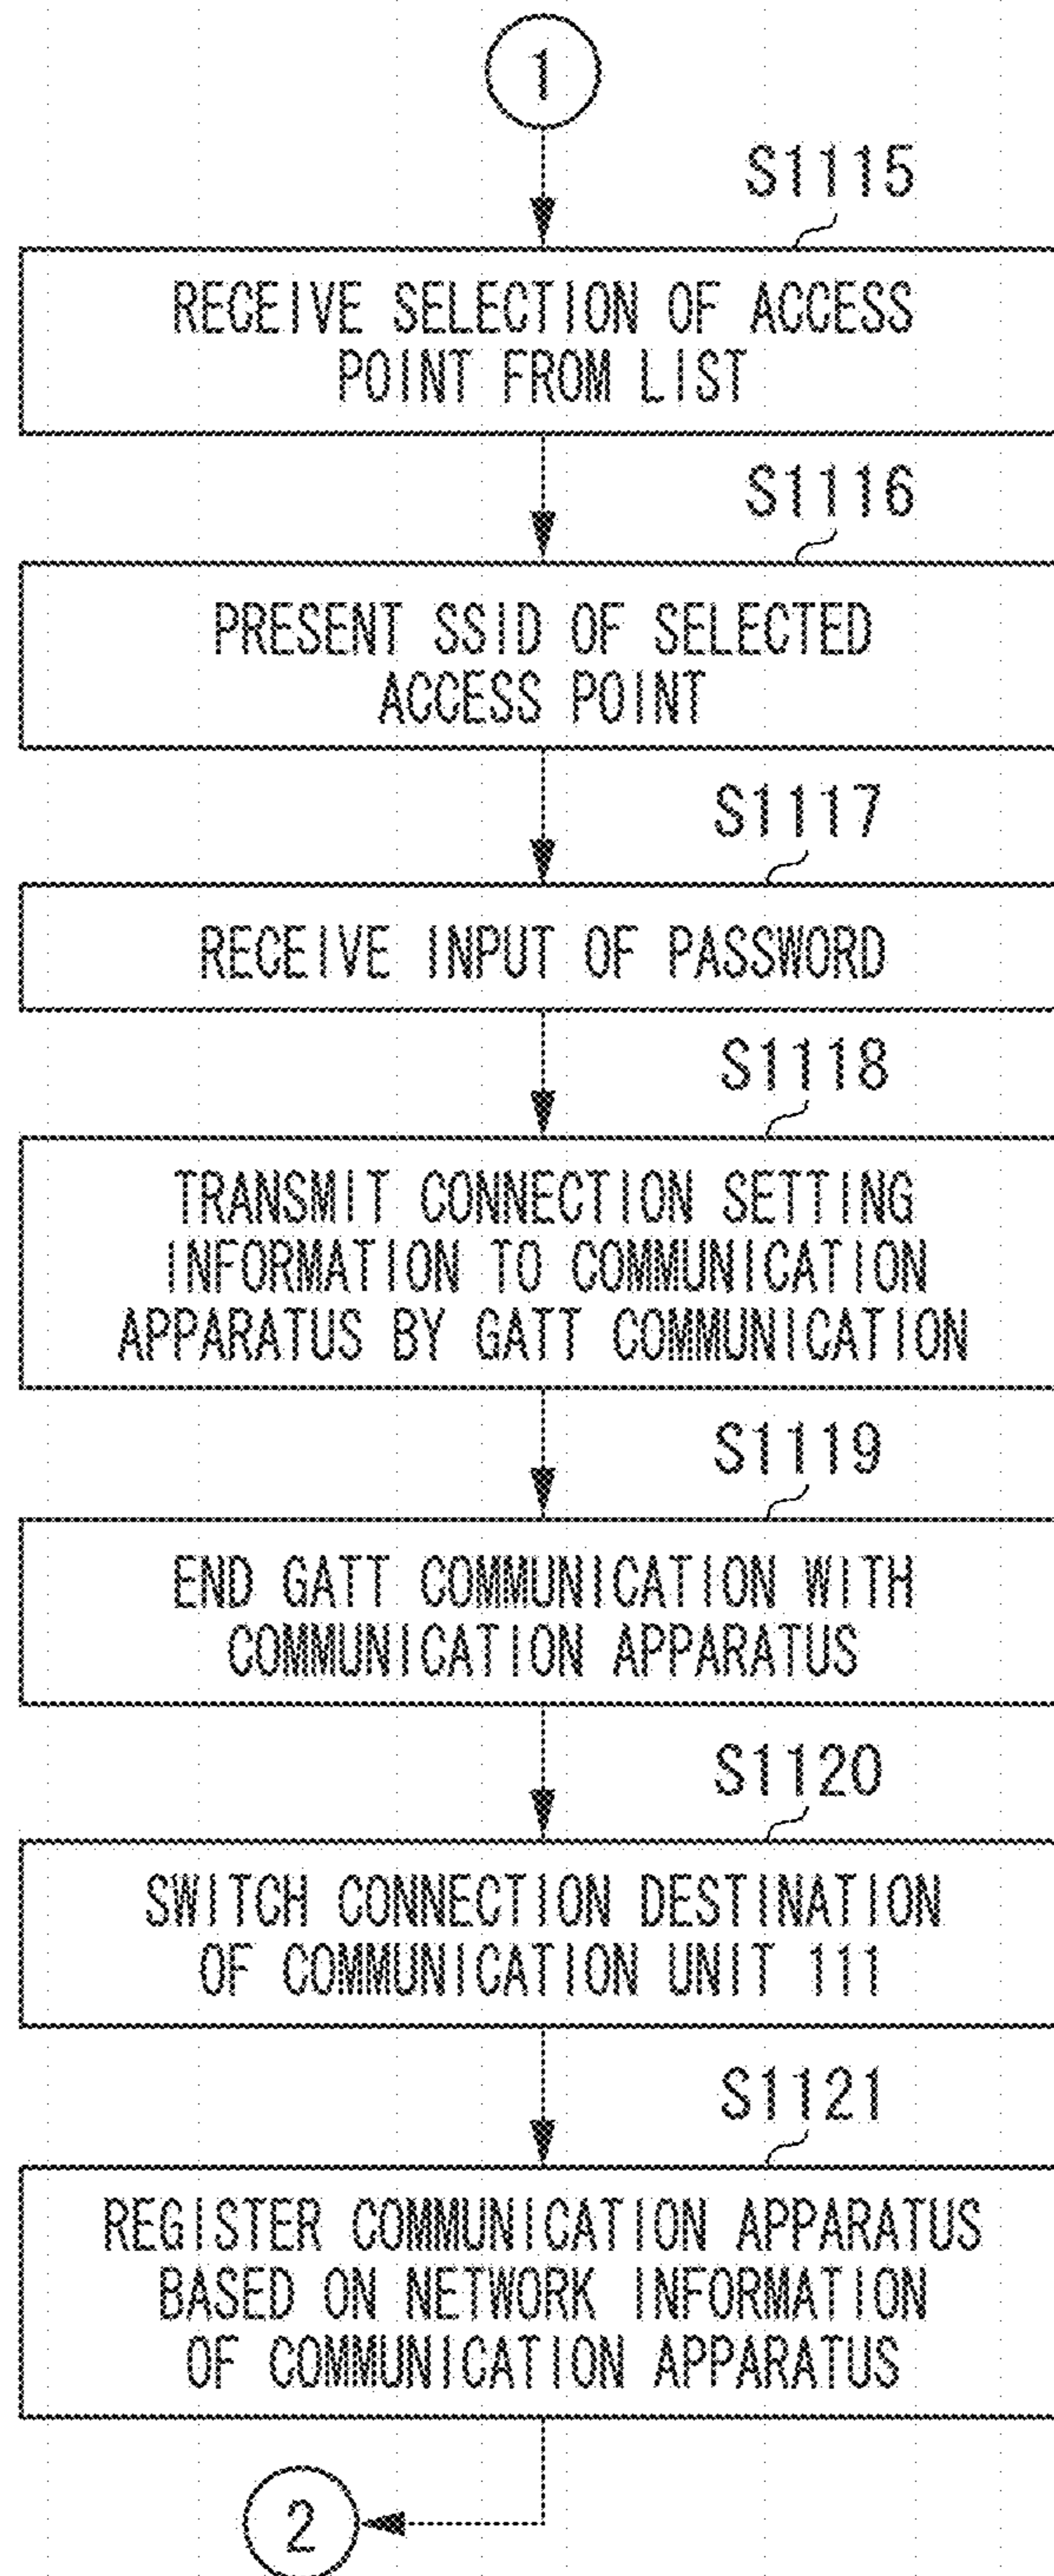 1
S1115
RECEIVE SELECTION OF ACCESS
POINT FROM LIST
S1116
PRESENT SSID OF SELECTED
ACCESS POINT
S1117
RECEIVE INPUT OF PASSWORD
S1118
TRANSMIT CONNECTION SETTING
INFORMATION TO COMMUNICATION
APPARATUS BY GATT COMMUNICATION
S1119
END GATT COMMUNICATION WITH
COMMUNICATION APPARATUS
S1120
SWITCH CONNECTION DESTINATION
OF COMMUNICATION UNIT 111
S1121
REGISTER COMMUNICATION APPARATUS
BASED ON NETWORK INFORMATION
OF COMMUNICATION APPARATUS
2